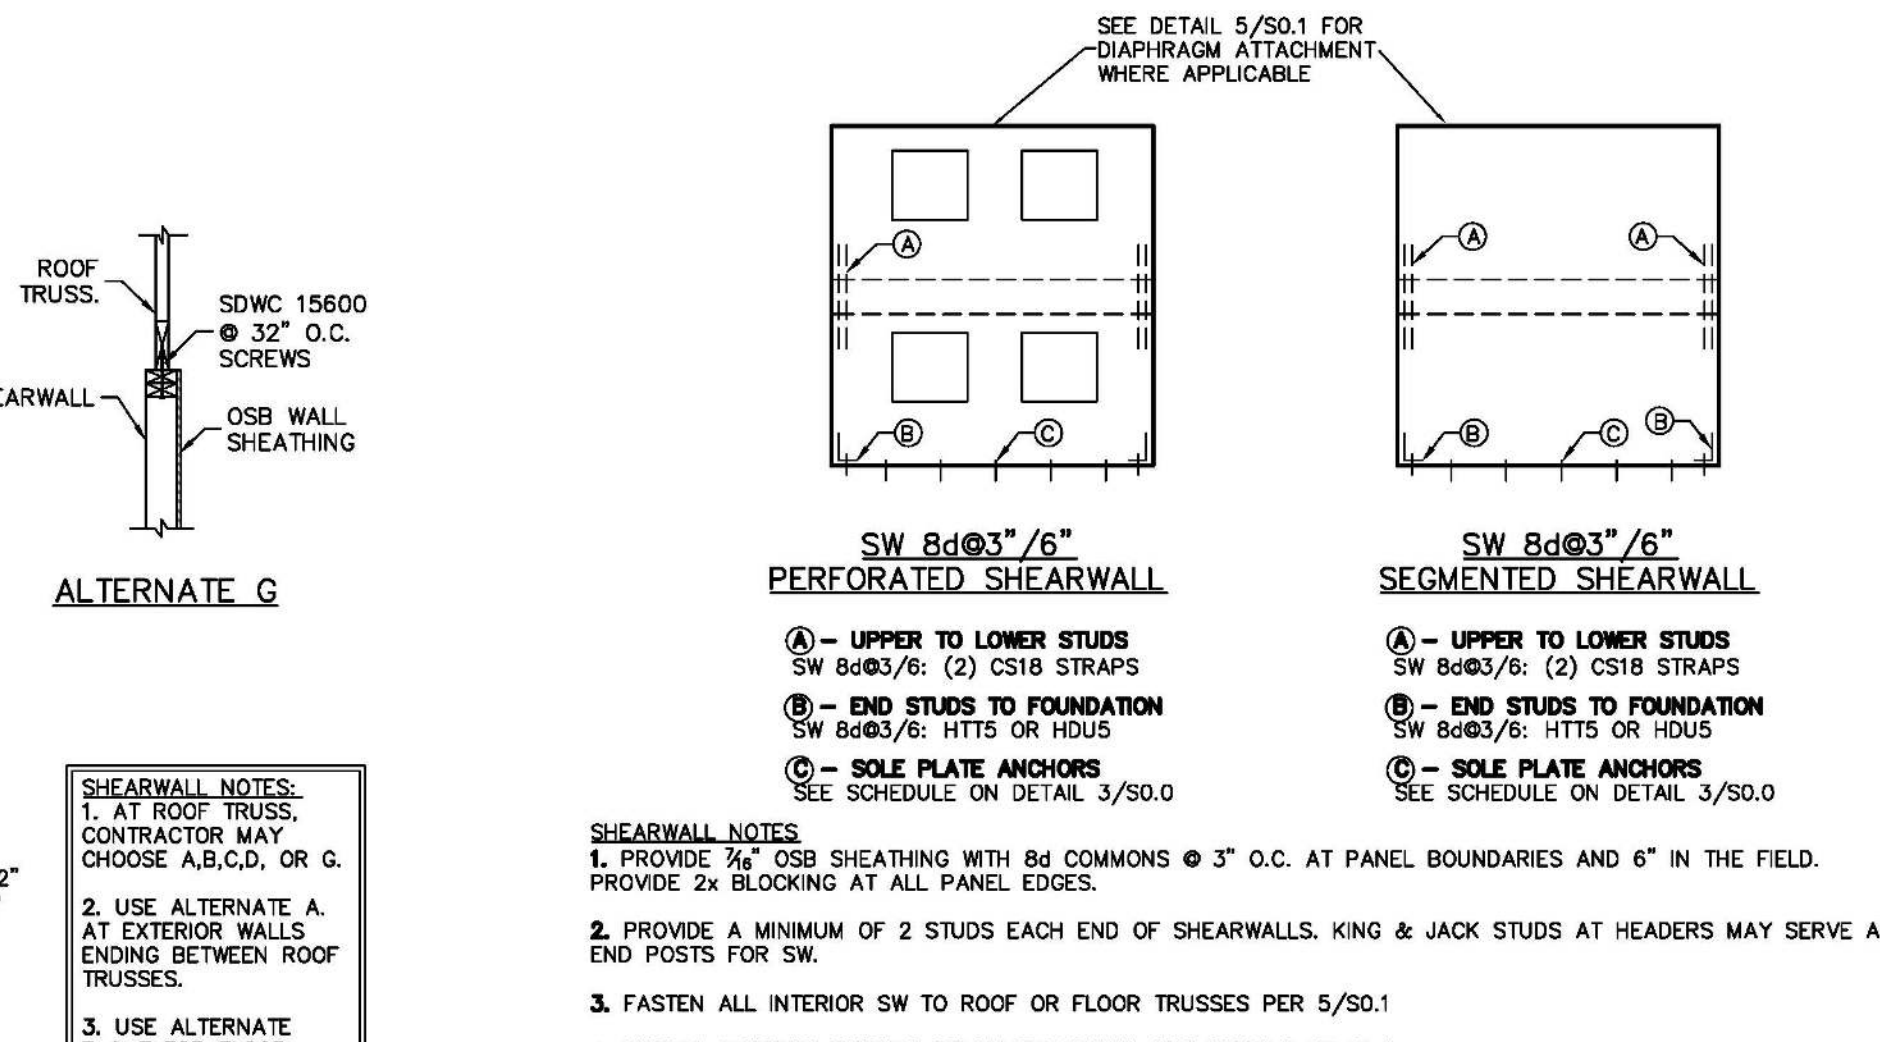 SEE DETAIL 5/S0.1 FOR
DIAPHRAGM ATTACHMENT
WHERE APPLICABLE
ROOF
TRUSS.
SDWC 15600
@ 32" O.C.
SCREWS
EARWALL
OSB WALL
SHEATHING
ALTERNATE G
A
B
C
A
A
B
C
B
SW 8d@3"/6"
PERFORATED SHEARWALL
A – UPPER TO LOWER STUDS
SW 8d@3/6: (2) CS18 STRAPS
B – END STUDS TO FOUNDATION
SW 8d@3/6: HTT5 OR HDU5
C – SOLE PLATE ANCHORS
SEE SCHEDULE ON DETAIL 3/S0.0
SW 8d@3"/6"
SEGMENTED SHEARWALL
A – UPPER TO LOWER STUDS
SW 8d@3/6: (2) CS18 STRAPS
B – END STUDS TO FOUNDATION
SW 8d@3/6: HTT5 OR HDU5
C – SOLE PLATE ANCHORS
SEE SCHEDULE ON DETAIL 3/S0.0
2"
SHEARWALL NOTES:
1. AT ROOF TRUSS,
CONTRACTOR MAY
CHOOSE A,B,C,D, OR G.
2. USE ALTERNATE A.
AT EXTERIOR WALLS
ENDING BETWEEN ROOF
TRUSSES.
3. USE ALTERNATE
SHEARWALL NOTES
1. PROVIDE 7/16" OSB SHEATHING WITH 8d COMMONS @ 3" O.C. AT PANEL BOUNDARIES AND 6" IN THE FIELD.
PROVIDE 2x BLOCKING AT ALL PANEL EDGES.
2. PROVIDE A MINIMUM OF 2 STUDS EACH END OF SHEARWALLS. KING & JACK STUDS AT HEADERS MAY SERVE A
END POSTS FOR SW.
3. FASTEN ALL INTERIOR SW TO ROOF OR FLOOR TRUSSES PER 5/S0.1